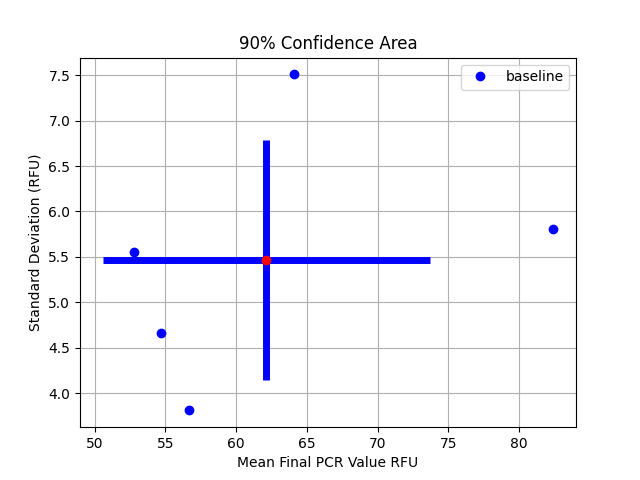 90% Confidence Area
baseline
7.5
7.0
6.5
6.0
5.5
5.0
4.5
4.0
Standard Deviation (RFU)
50 55 60 65 70 75 80
Mean Final PCR Value RFU